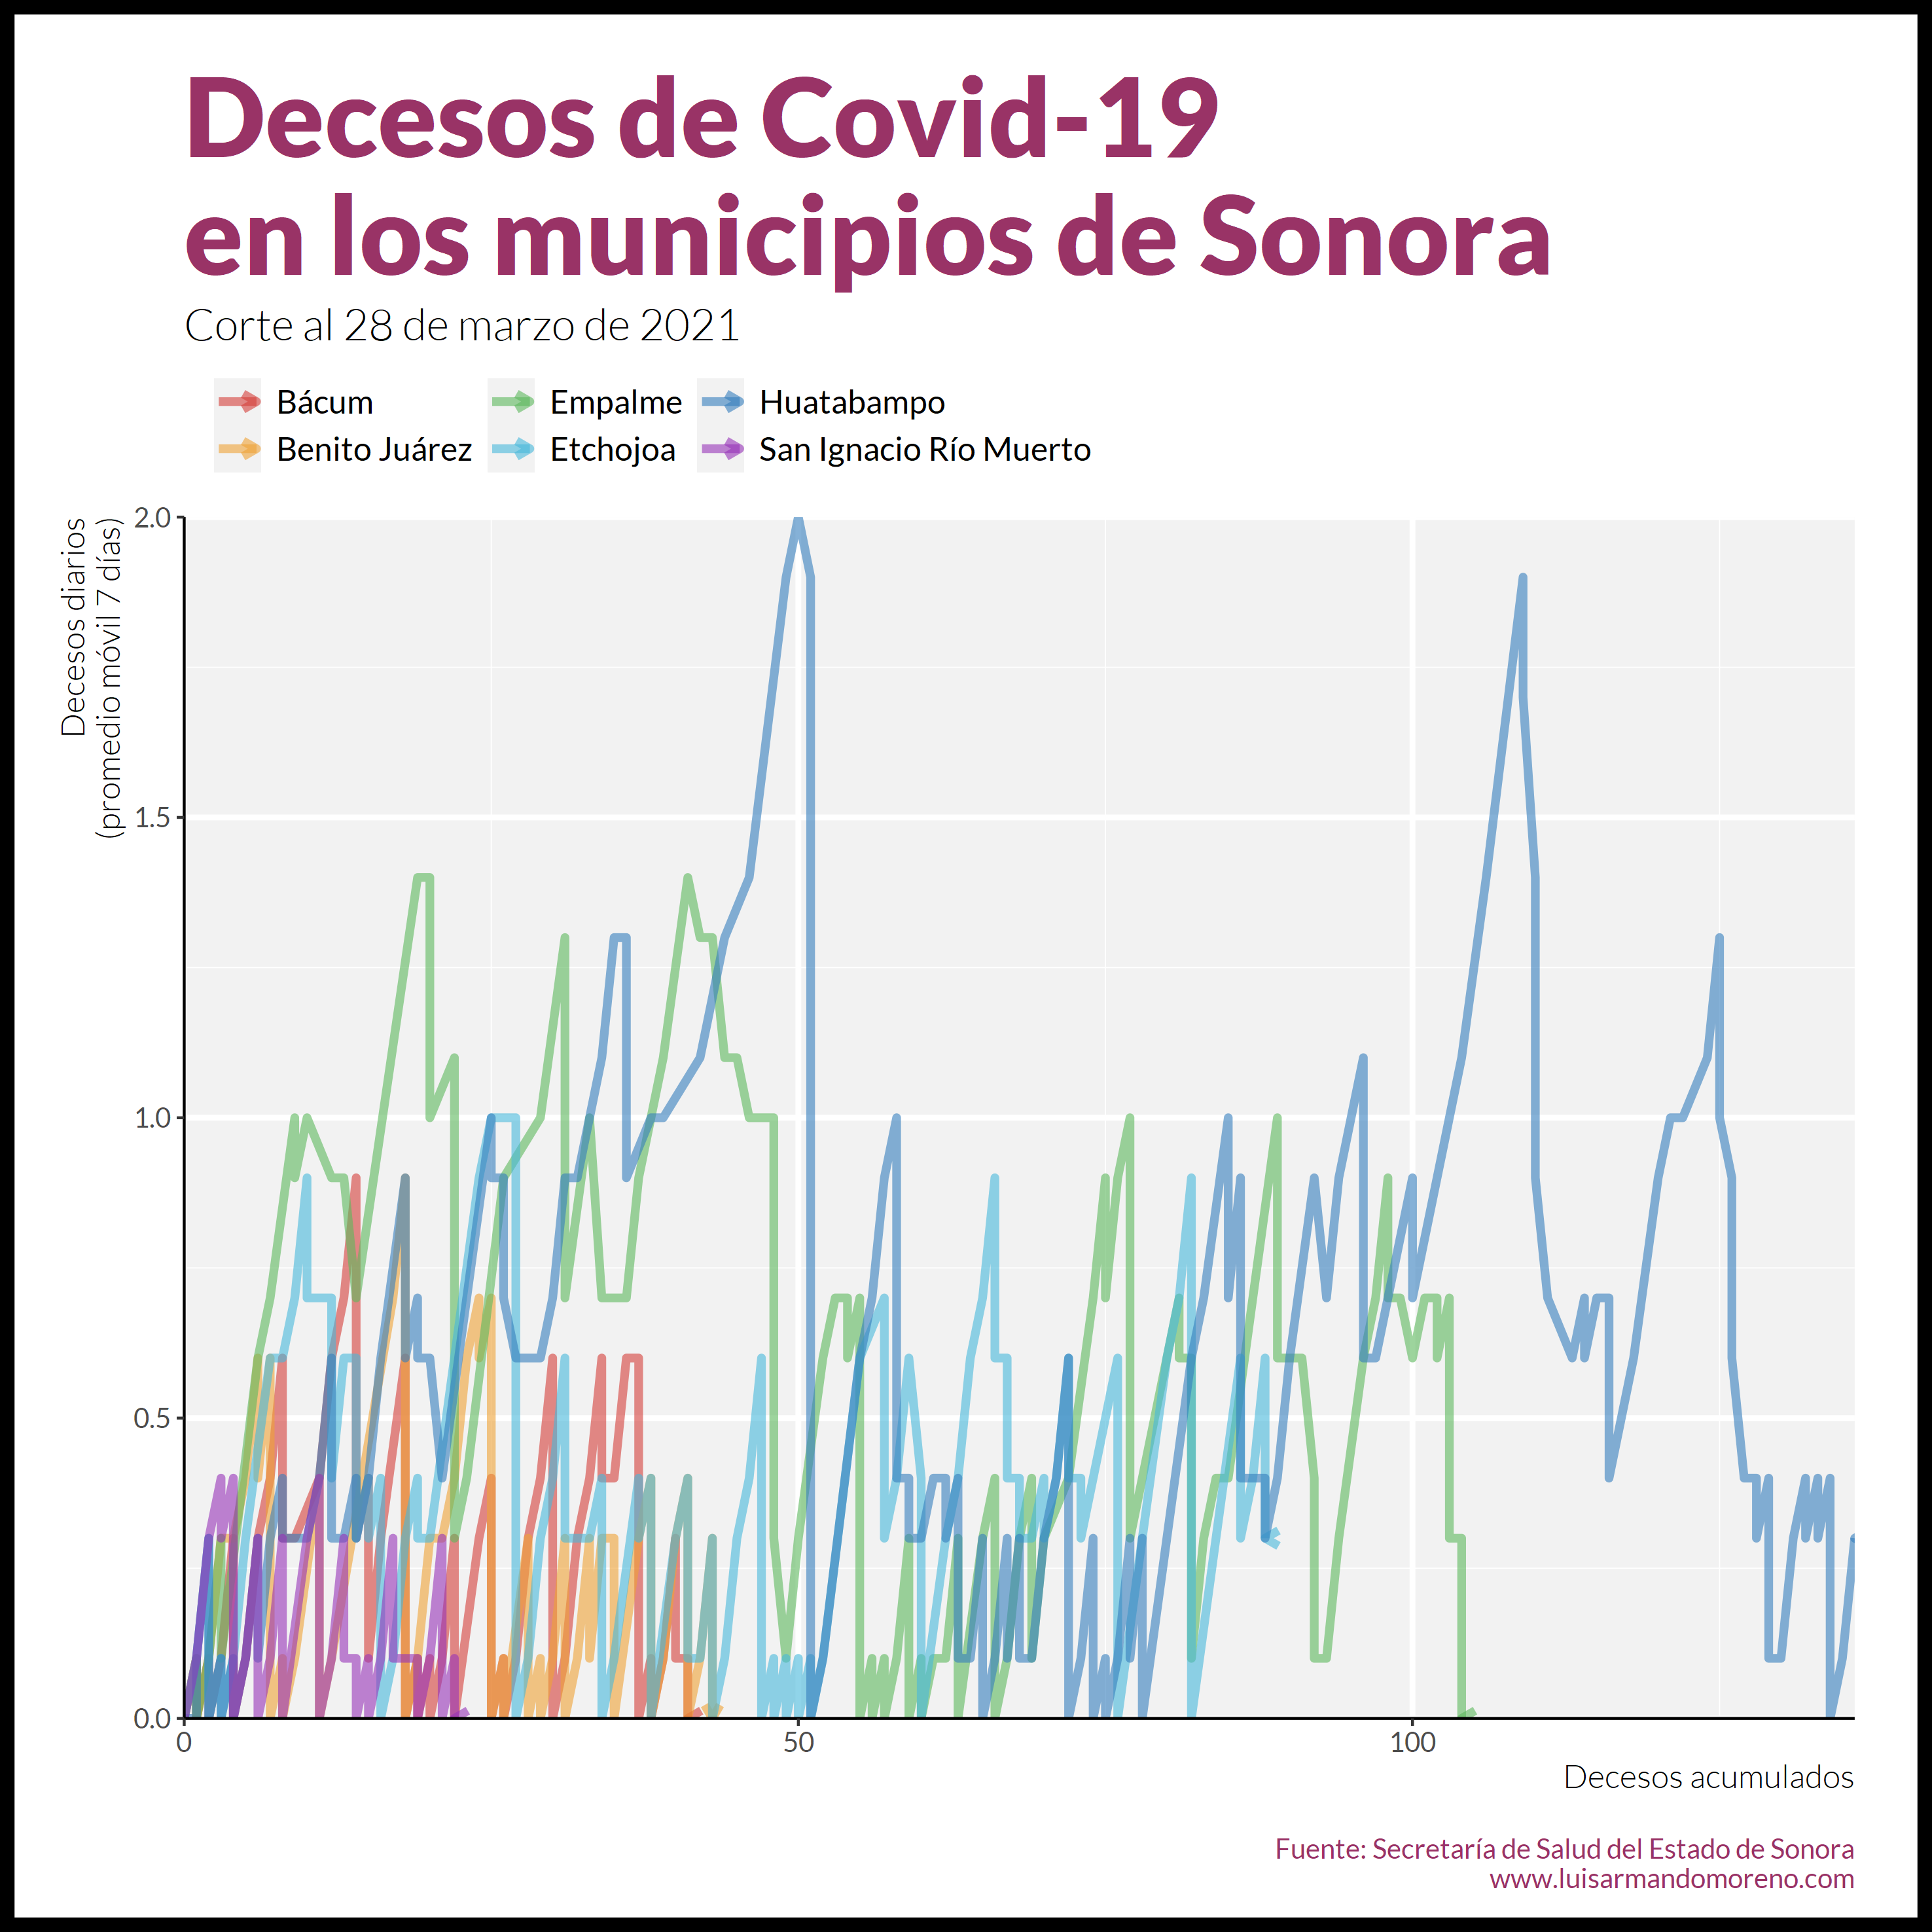 Decesos de Covid-19
en los municipios de Sonora
Corte al 28 de marzo de 2021
Bácum
Empalme
Huatabampo
Benito Juárez
Etchojoa
San Ignacio Río Muerto
Decesos diarios
(promedio móvil 7 días)
2.0
1.5
1.0
0.5
0.0
0
50
100
Decesos acumulados
Fuente: Secretaría de Salud del Estado de Sonora
www.luisarmandomoreno.com